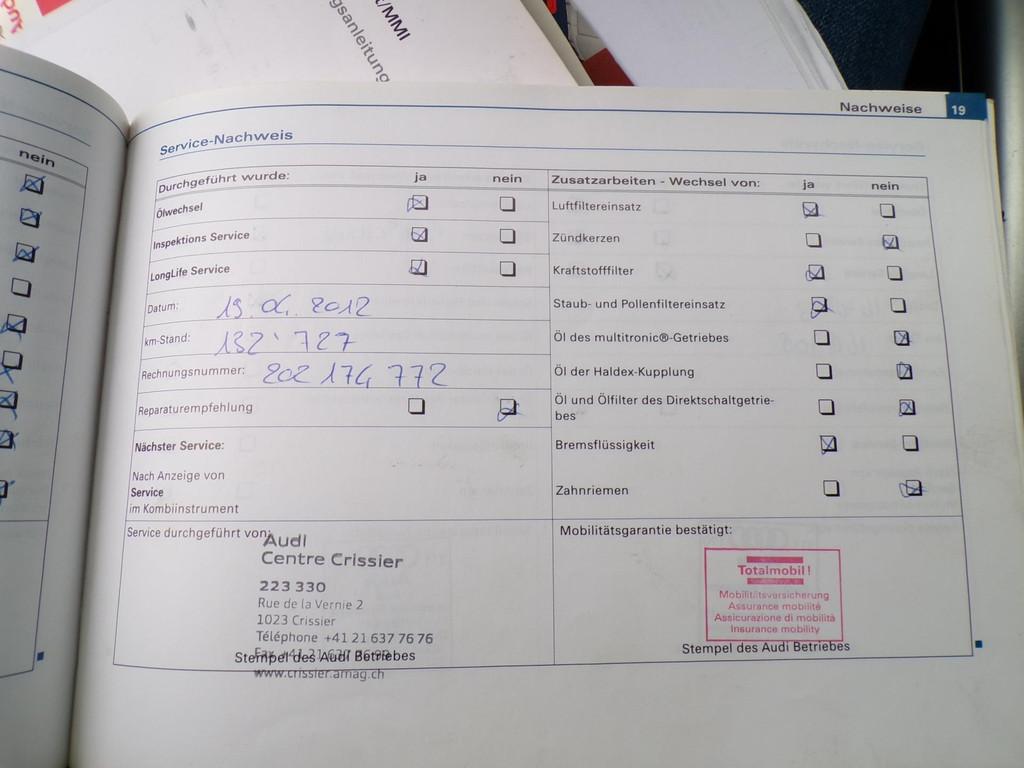 t/MMI
gsanleitung
Nachweise 19
nein
Service-Nachweis
Durchgeführt wurde: ja nein
Ölwechsel
Inspektions Service
LongLife Service
Datum: 19.04.2012
km-Stand: 132'727
Rechnungsnummer: 202 174 772
Reparaturempfehlung
Nächster Service:
Nach Anzeige von
Service
im Kombiinstrument
Zusatzarbeiten - Wechsel von: ja nein
Luftfiltereinsatz
Zündkerzen
Kraftstofffilter
Staub- und Pollenfiltereinsatz
Öl des multitronic®-Getriebes
Öl der Haldex-Kupplung
Öl und Ölfilter des Direktschaltgetrie-
bes
Bremsflüssigkeit
Zahnriemen
Service durchgeführt von:
Audi
Centre Crissier
223 330
Rue de la Vernie 2
1023 Crissier
Téléphone +41 21 637 76 76
Stempel des Audi Betriebes
www.crissier.amag.ch
Mobilitätsgarantie bestätigt:
Totalmobil!
Mobilitätsversicherung
Assurance mobilité
Assicurazione di mobilità
Insurance mobility
Stempel des Audi Betriebes